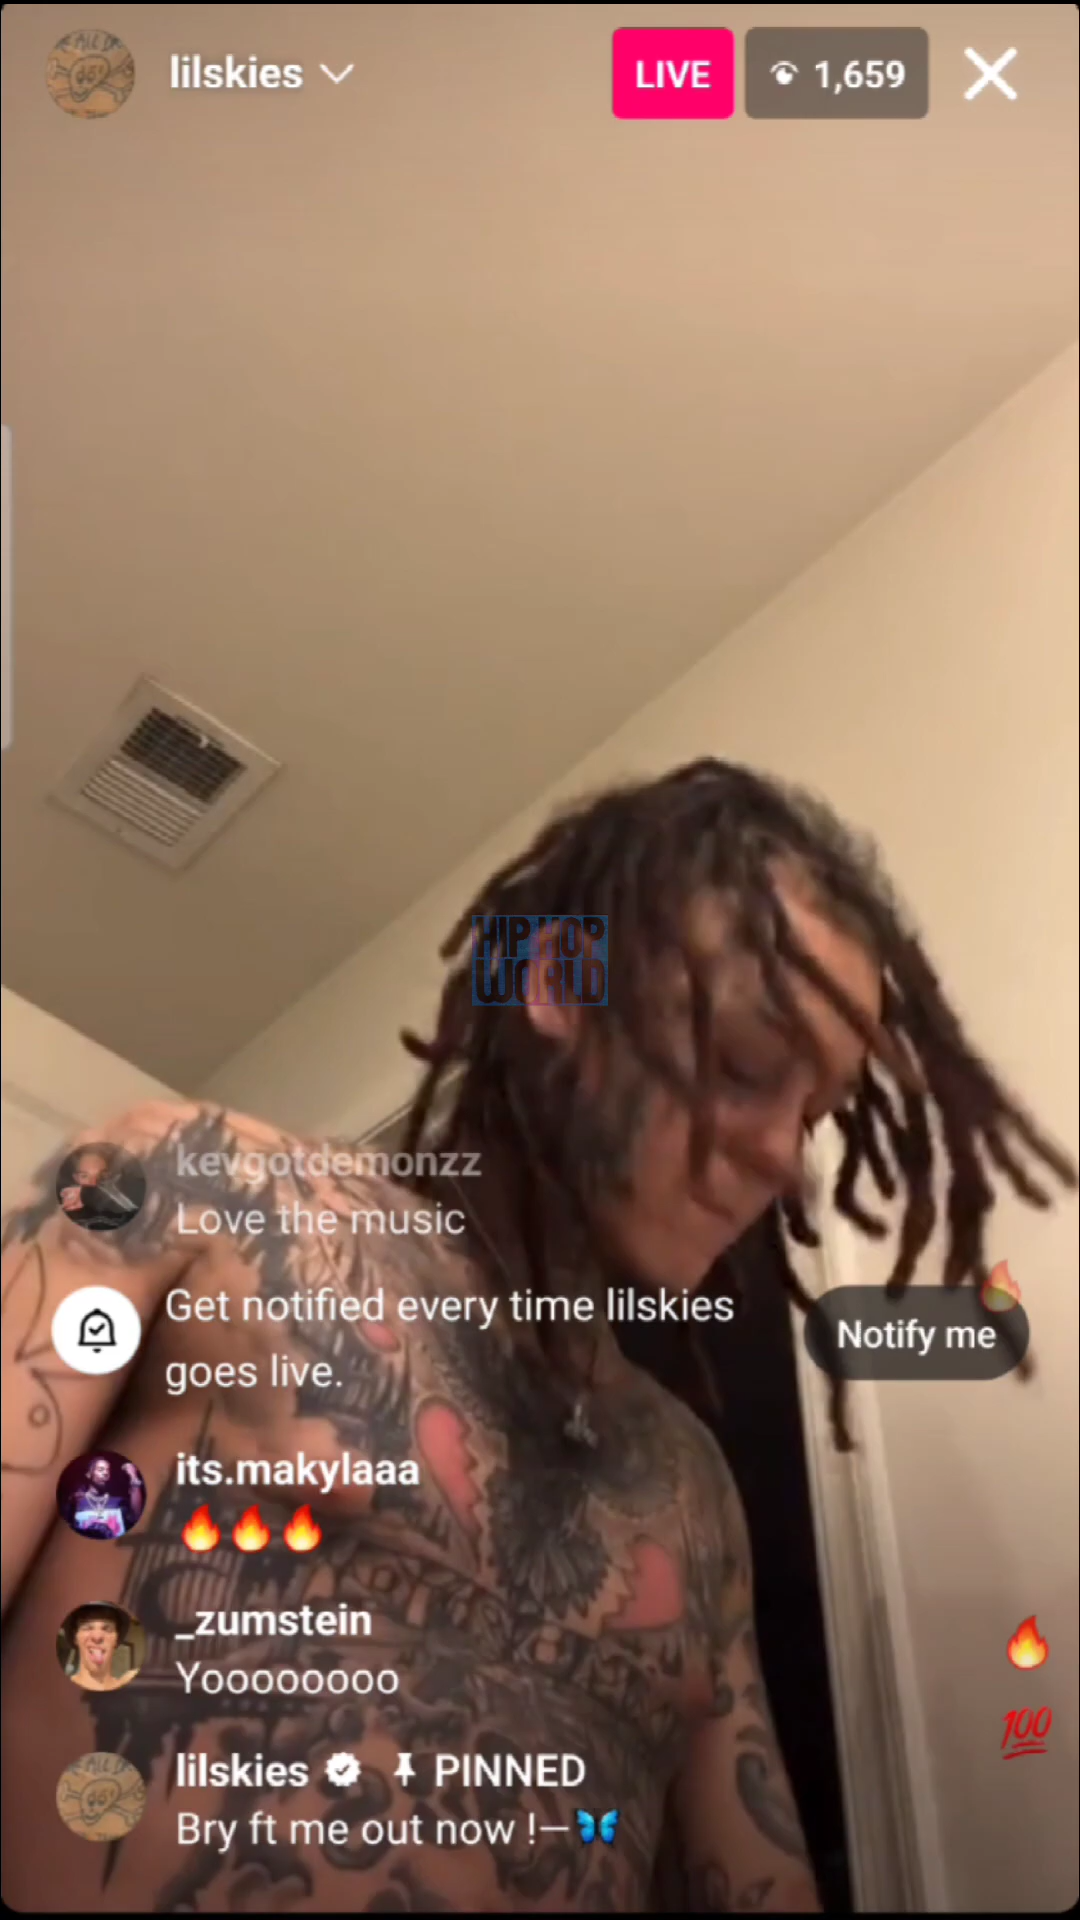 lilskies
LIVE
1,659
HIP HOP
WORLD
kevgotdemonzz
Love the music
Get notified every time lilskies
goes live.
Notify me
its.makylaaa
🔥🔥🔥
_zumstein
Yoooooooo
lilskies PINNED
Bry ft me out now !—🦋